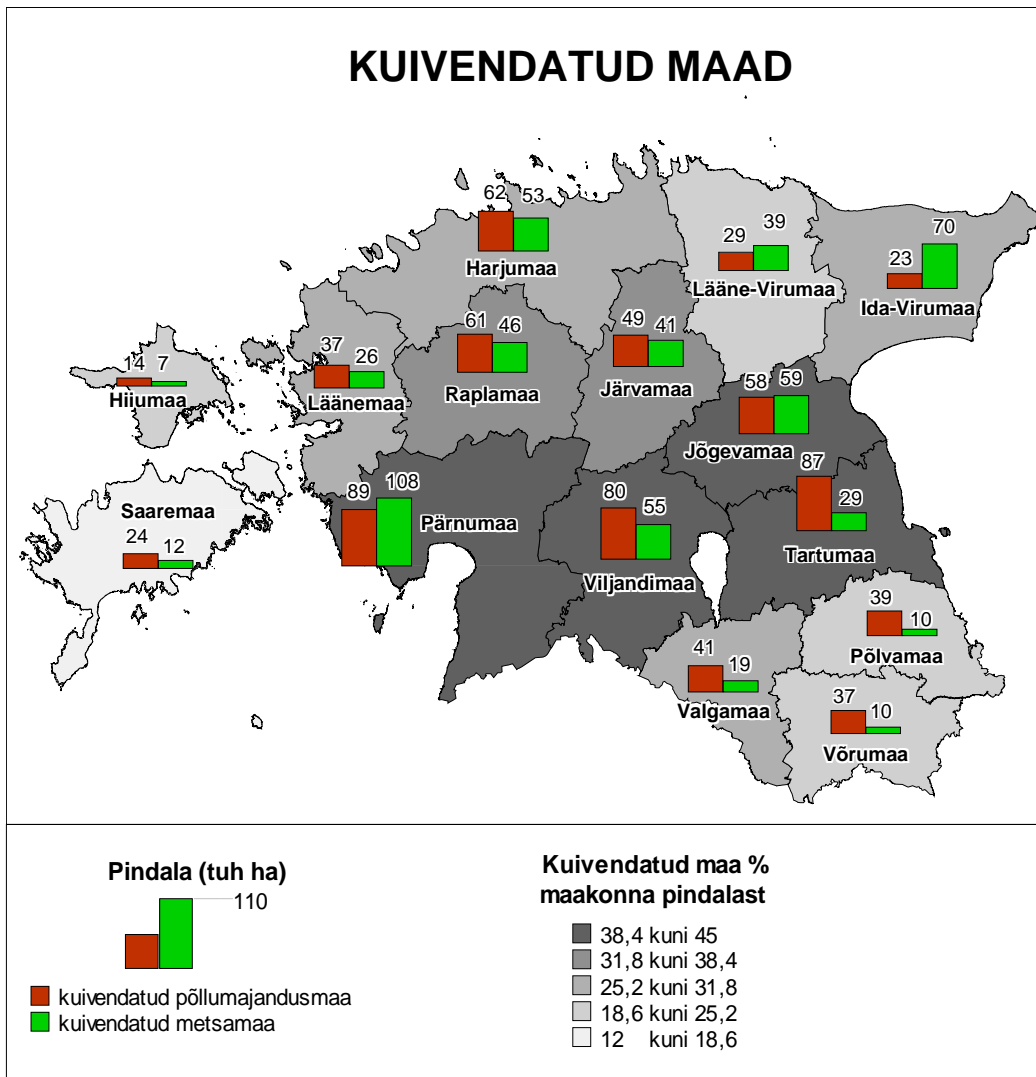 KUIVENDATUD MAAD
62 53
Harjumaa
29 39
Lääne-Virumaa
23 70
Ida-Virumaa
61 46
Raplamaa
49 41
Järvamaa
37 26
Läänemaa
14 7
Hiiumaa
58 59
Jõgevamaa
87 29
Tartumaa
89 108
Pärnumaa
80 55
Viljandimaa
Saaremaa
24 12
39 10
Põlvamaa
41 19
Valgamaa
37 10
Võrumaa
Pindala (tuh ha)
110
kuivendatud põllumajandusmaa
kuivendatud metsamaa
Kuivendatud maa %
maakonna pindalast
38,4 kuni 45
31,8 kuni 38,4
25,2 kuni 31,8
18,6 kuni 25,2
12 kuni 18,6